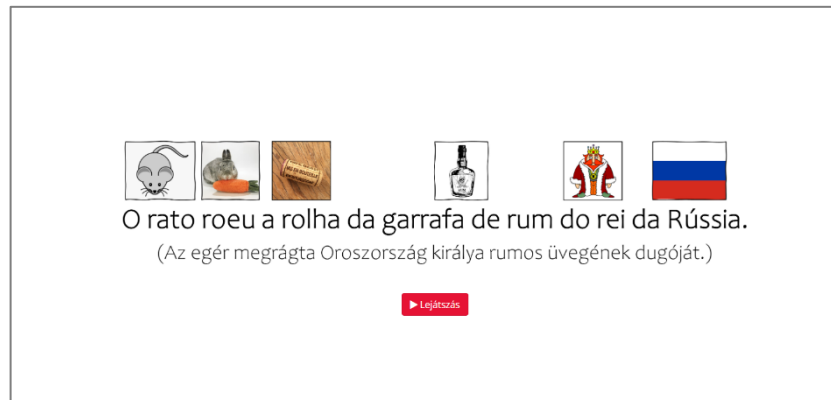 O rato roeu a rolha da garrafa de rum do rei da Rússia.
(Az egér megrágta Oroszország királya rumos üvegének dugóját.)
Lejátszás